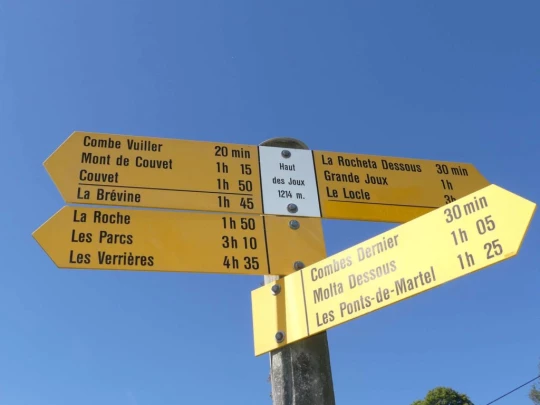 Combe Vuiller 20 min
Mont de Couvet 1h 15
Couvet 1h 50
La Brévine 1h 45
La Roche 1h 50
Les Parcs 3h 10
Les Verrières 4h 35
Haut
des Joux
1214 m.
La Rocheta Dessous 30 min
Grande Joux 1h
Le Locle 3h
Combes Dernier 30 min
Molta Dessous 1h 05
Les Ponts-de-Martel 1h 25